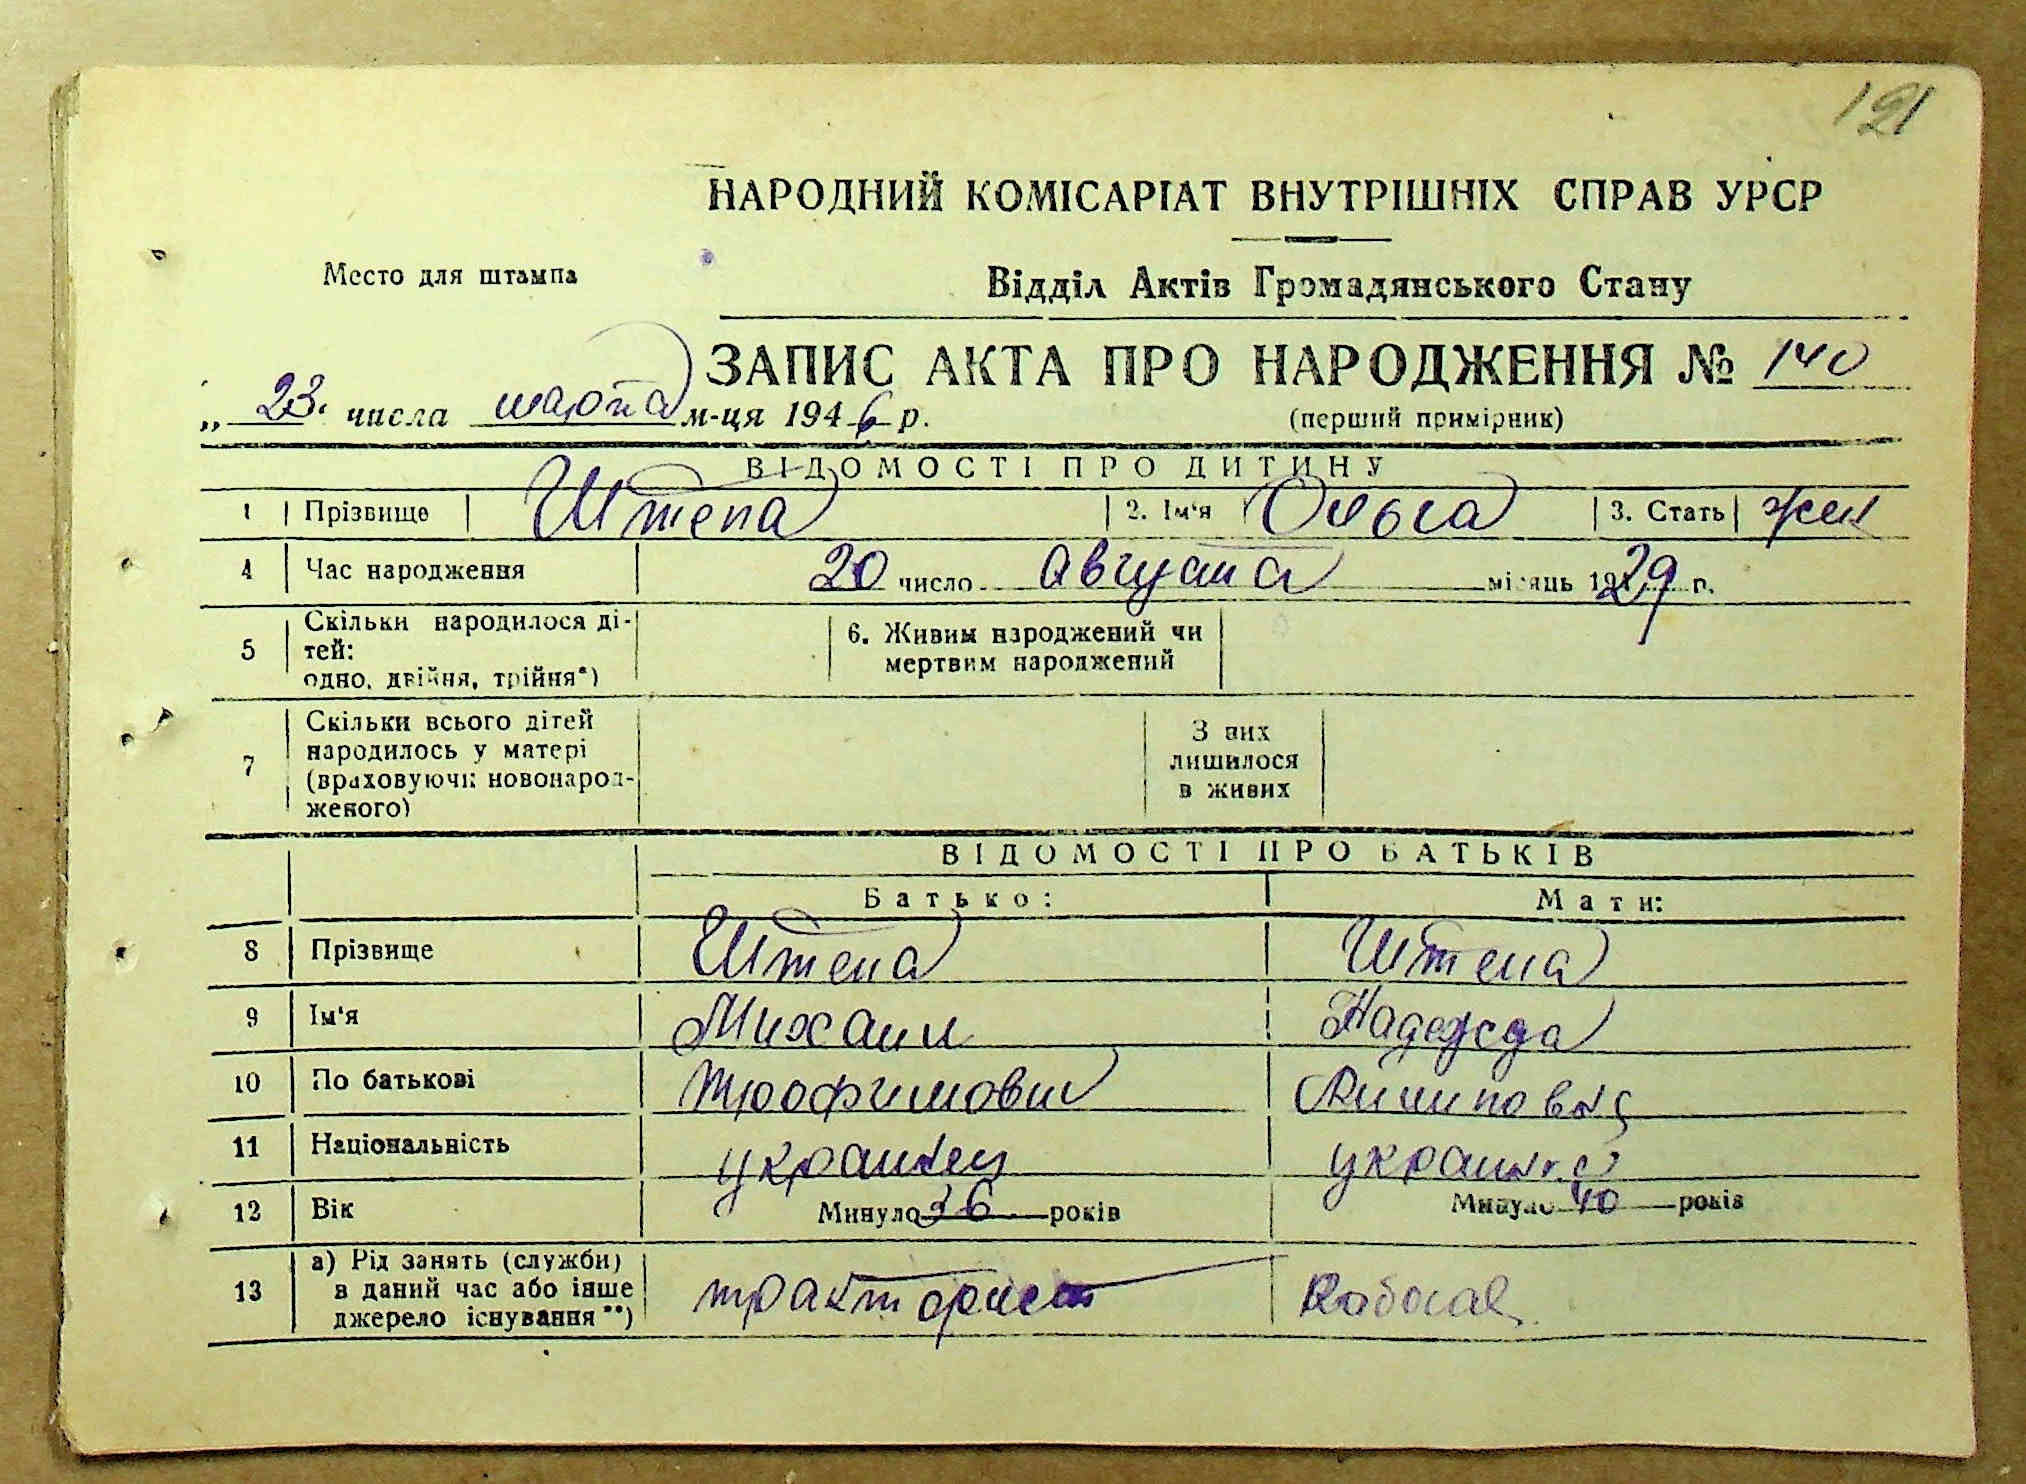 121
НАРОДНИЙ КОМІСАРІАТ ВНУТРІШНІХ СПРАВ УРСР
Место для штампа
Відділ Актів Громадянського Стану
ЗАПИС АКТА ПРО НАРОДЖЕННЯ № 140
„ 23. числа марта м-ця 1946 р.
(перший примірник)
ВІДОМОСТІ ПРО ДИТИНУ
1 Прізвище Штепа 2. Ім'я Ольга 3. Стать жен
4 Час народження 20 число Августа місяць 1929 р.
5 Скільки народилося ді-
тей:
одно, двійня, трійня*)
6. Живим народжений чи
мертвим народжений
7 Скільки всього дітей
народилось у матері
(враховуючи новонарод-
женого)
З них
лишилося
в живих
ВІДОМОСТІ ПРО БАТЬКІВ
Батько: Мати:
8 Прізвище Штепа Штепа
9 Ім'я Михаил Надежда
10 По батькові Трофимович
11 Національність украинец украинка
12 Вік Минуло 36 років Минуло 40 років
13 а) Рід занять (служби)
в даний час або інше
джерело існування**)
тракторист